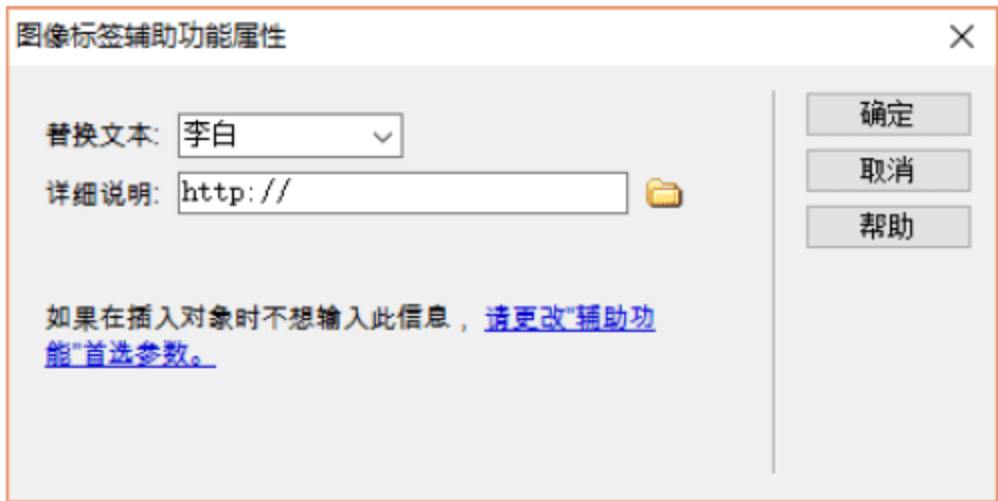 图像标签辅助功能属性
替换文本: 李白
详细说明: http://
确定
取消
帮助
如果在插入对象时不想输入此信息，请更改"辅助功
能"首选参数。